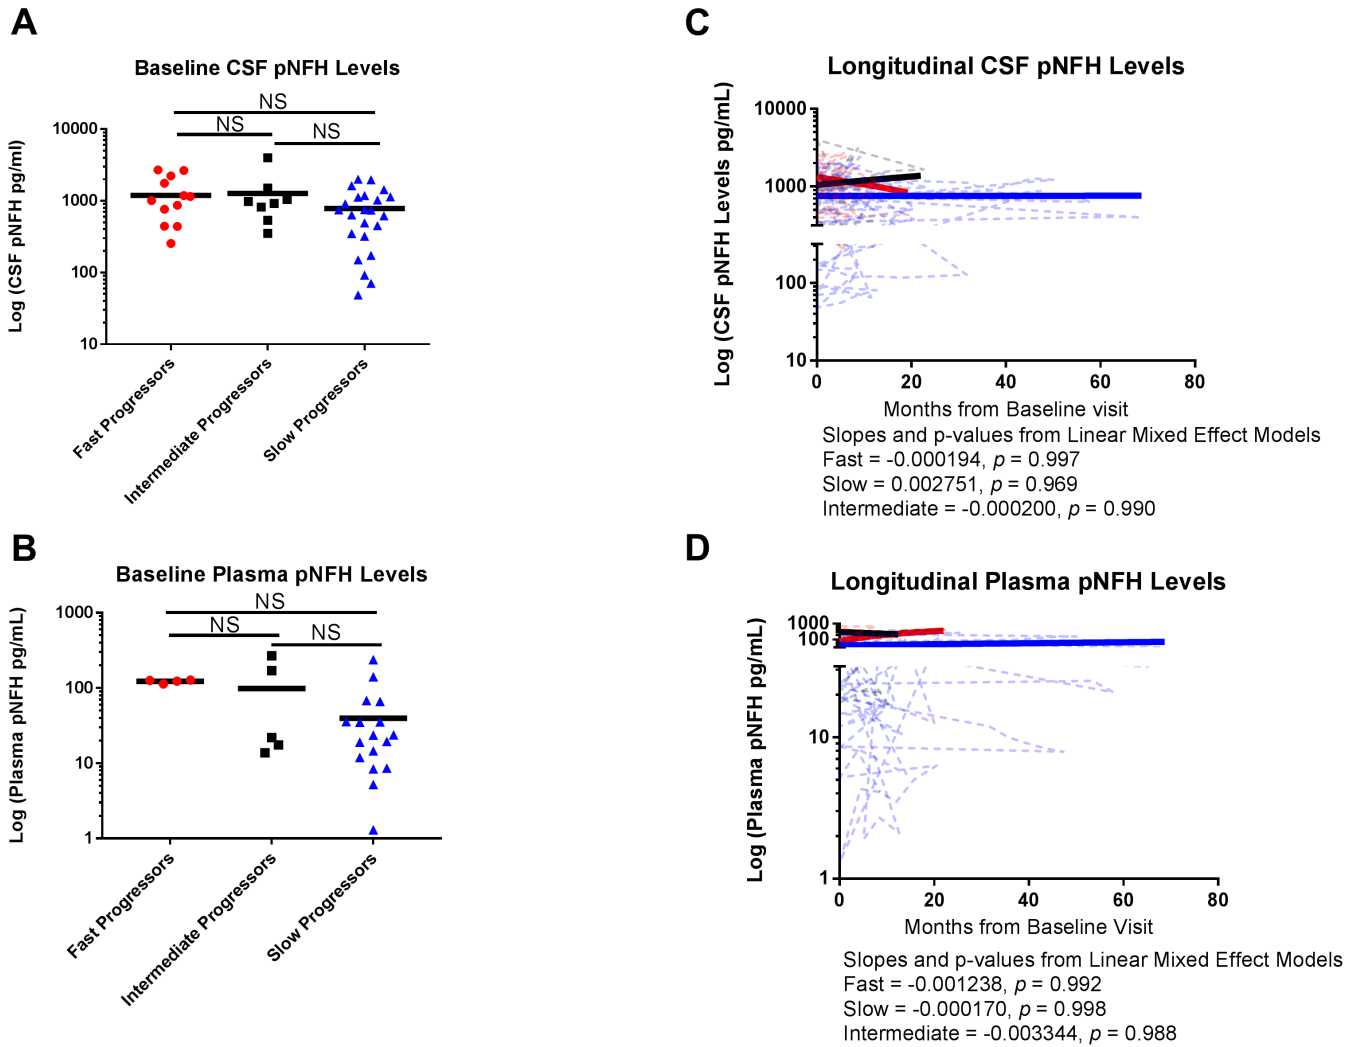 A
Baseline CSF pNFH Levels
NS
NS
NS
Log (CSF pNFH pg/ml)
10000
1000
100
10
Fast Progressors
Intermediate Progressors
Slow Progressors
B
Baseline Plasma pNFH Levels
NS
NS
NS
Log (Plasma pNFH pg/mL)
1000
100
10
1
Fast Progressors
Intermediate Progressors
Slow Progressors
C
Longitudinal CSF pNFH Levels
Log (CSF pNFH Levels pg/mL)
10000
1000
100
10
0
20
40
60
80
Months from Baseline visit
Slopes and p-values from Linear Mixed Effect Models
Fast = -0.000194, p = 0.997
Slow = 0.002751, p = 0.969
Intermediate = -0.000200, p = 0.990
D
Longitudinal Plasma pNFH Levels
Log (Plasma pNFH pg/mL)
1000
100
10
1
0
20
40
60
80
Months from Baseline Visit
Slopes and p-values from Linear Mixed Effect Models
Fast = -0.001238, p = 0.992
Slow = -0.000170, p = 0.998
Intermediate = -0.003344, p = 0.988